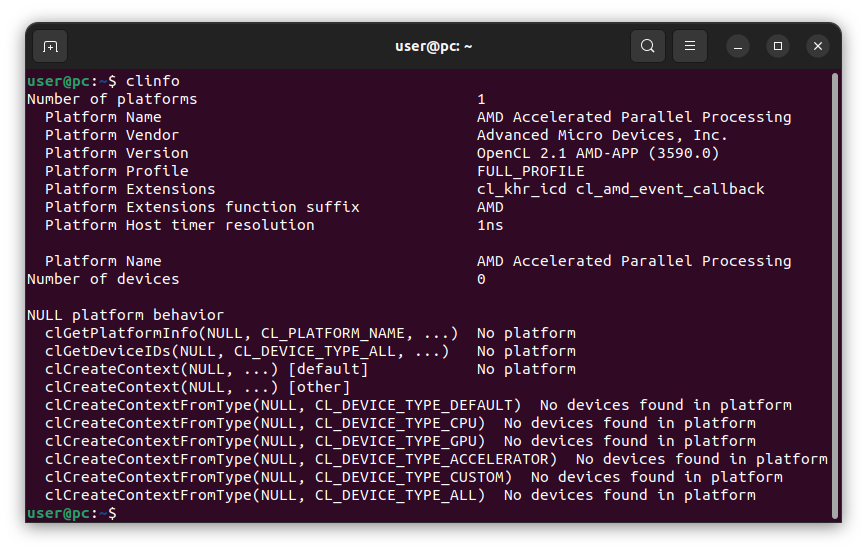 user@pc: ~
user@pc:~$ clinfo
Number of platforms                               1
  Platform Name                                   AMD Accelerated Parallel Processing
  Platform Vendor                                 Advanced Micro Devices, Inc.
  Platform Version                                OpenCL 2.1 AMD-APP (3590.0)
  Platform Profile                                FULL_PROFILE
  Platform Extensions                             cl_khr_icd cl_amd_event_callback
  Platform Extensions function suffix             AMD
  Platform Host timer resolution                  1ns

  Platform Name                                   AMD Accelerated Parallel Processing
Number of devices                                 0

NULL platform behavior
  clGetPlatformInfo(NULL, CL_PLATFORM_NAME, ...)  No platform
  clGetDeviceIDs(NULL, CL_DEVICE_TYPE_ALL, ...)   No platform
  clCreateContext(NULL, ...) [default]            No platform
  clCreateContext(NULL, ...) [other]
  clCreateContextFromType(NULL, CL_DEVICE_TYPE_DEFAULT)  No devices found in platform
  clCreateContextFromType(NULL, CL_DEVICE_TYPE_CPU)  No devices found in platform
  clCreateContextFromType(NULL, CL_DEVICE_TYPE_GPU)  No devices found in platform
  clCreateContextFromType(NULL, CL_DEVICE_TYPE_ACCELERATOR)  No devices found in platform
  clCreateContextFromType(NULL, CL_DEVICE_TYPE_CUSTOM)  No devices found in platform
  clCreateContextFromType(NULL, CL_DEVICE_TYPE_ALL)  No devices found in platform
user@pc:~$